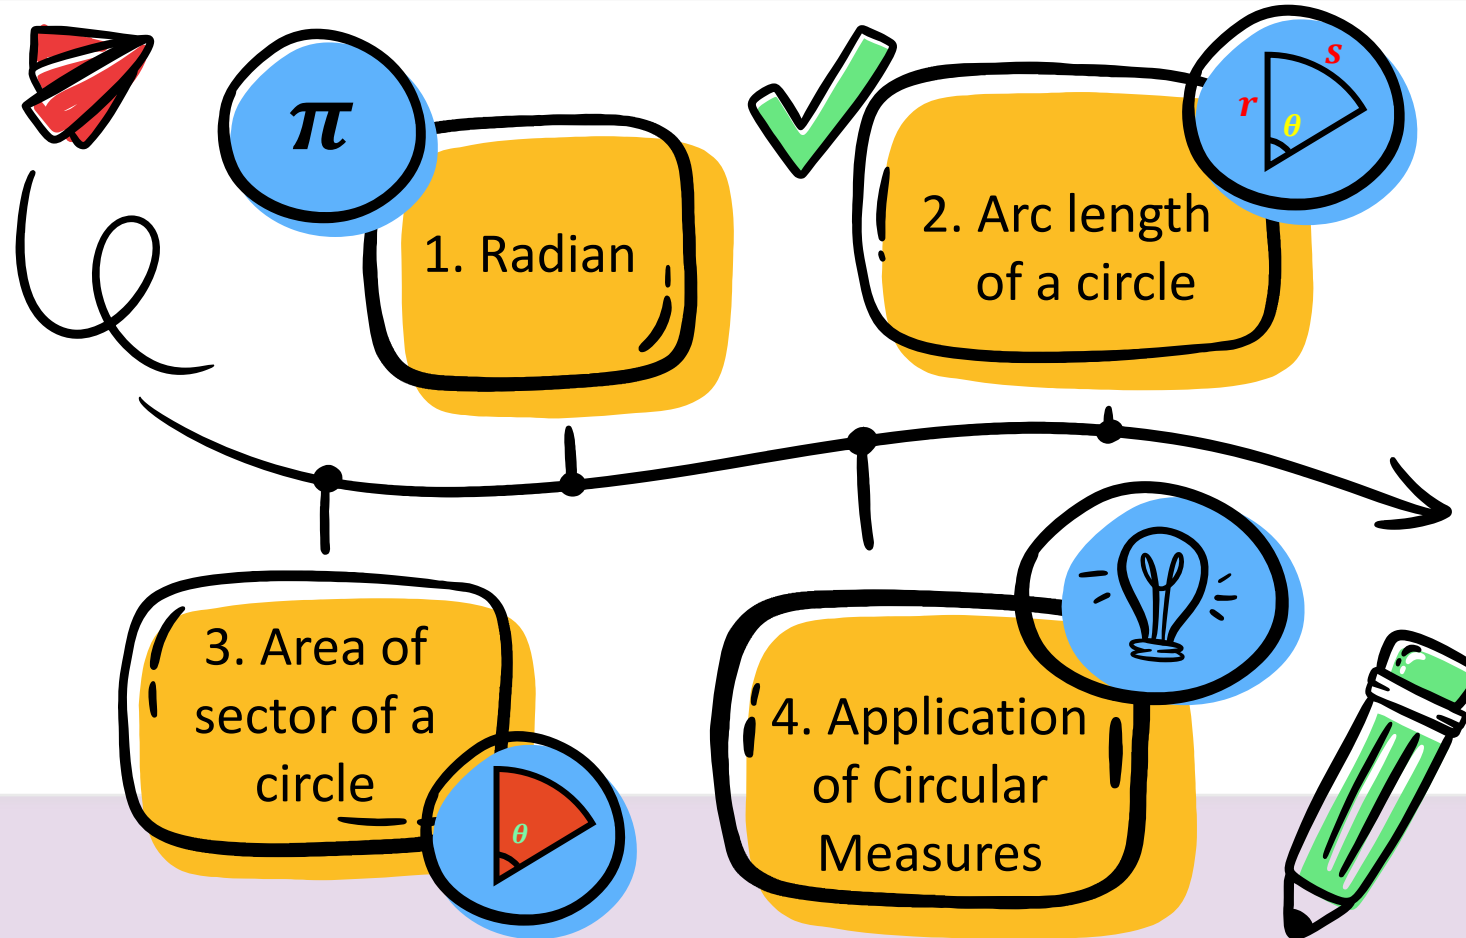 π
1. Radian
s
r
θ
2. Arc length
of a circle
3. Area of
sector of a
circle
θ
4. Application
of Circular
Measures